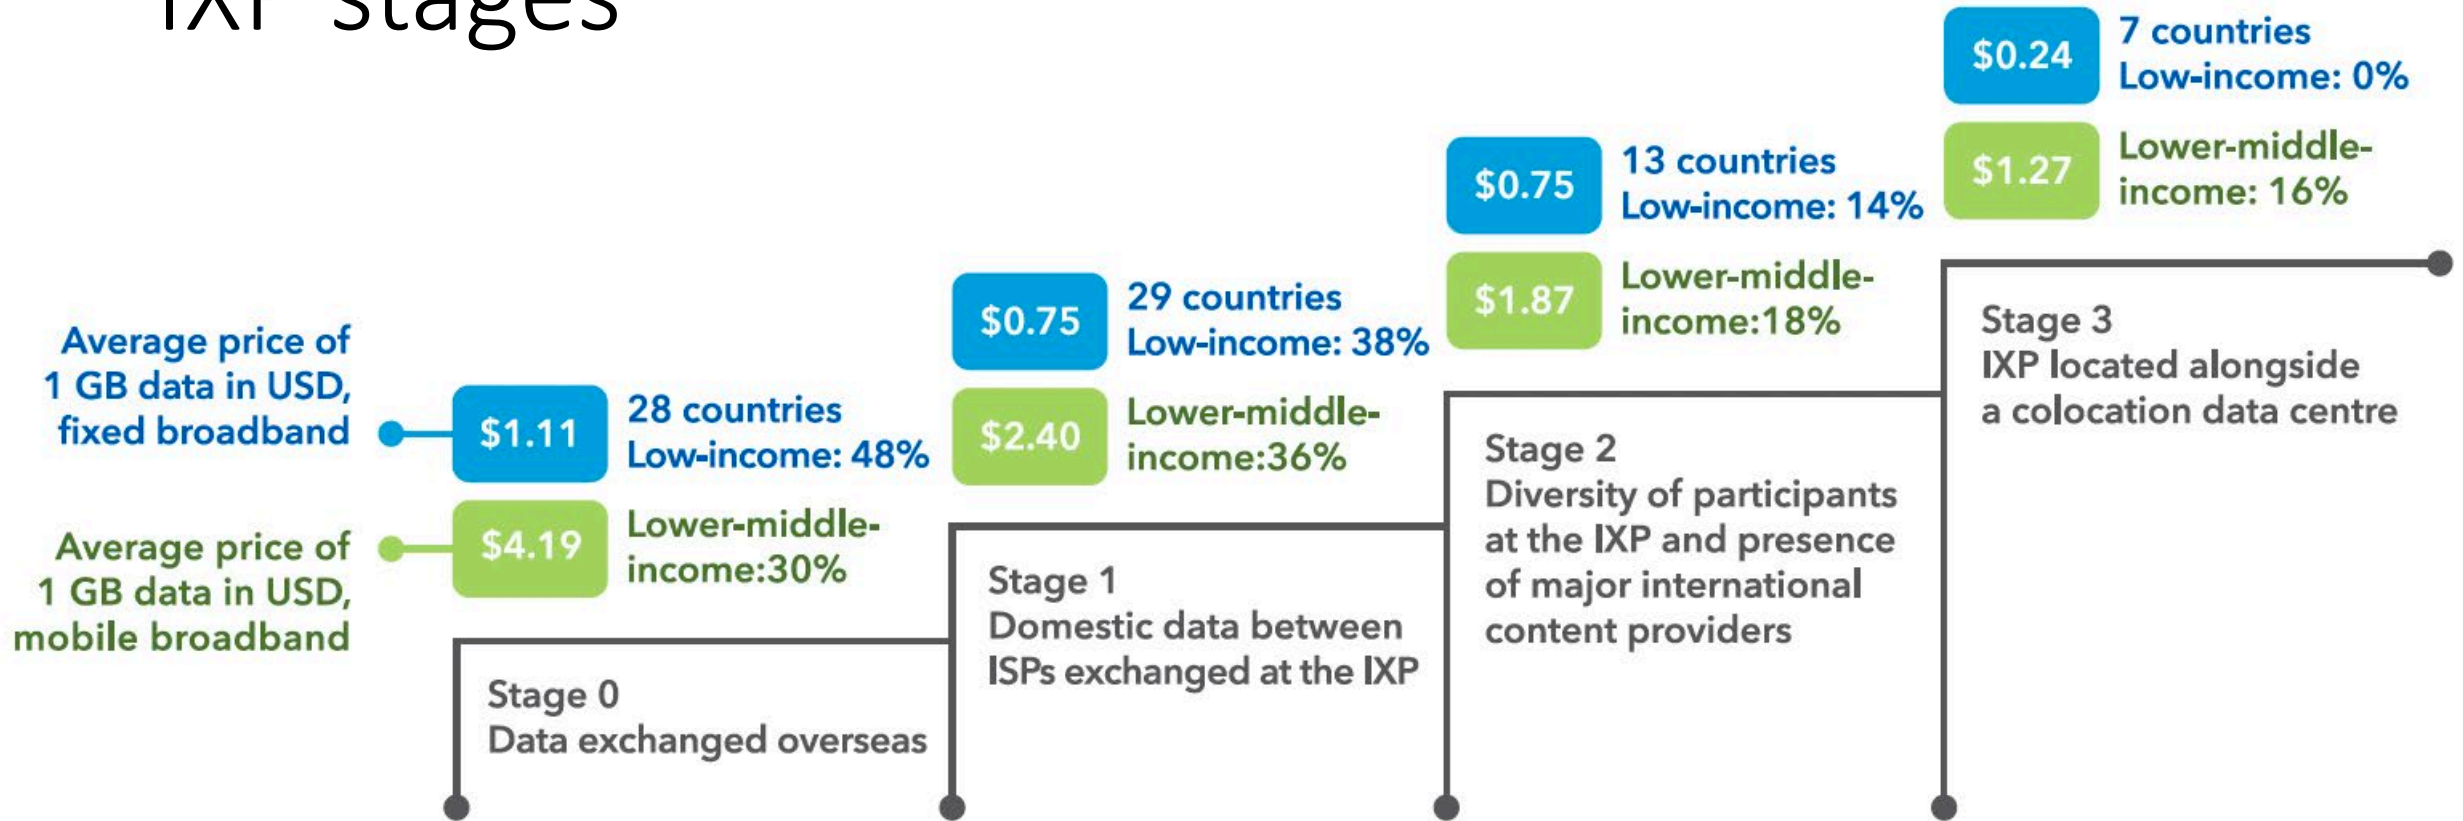 IXP stages
Average price of
1 GB data in USD,
fixed broadband
Average price of
1 GB data in USD,
mobile broadband
$1.11
28 countries
Low-income: 48%
$4.19
Lower-middle-
income:30%
Stage 0
Data exchanged overseas
$0.75
29 countries
Low-income: 38%
$2.40
Lower-middle-
income:36%
Stage 1
Domestic data between
ISPs exchanged at the IXP
$0.75
13 countries
Low-income: 14%
$1.87
Lower-middle-
income:18%
Stage 2
Diversity of participants
at the IXP and presence
of major international
content providers
$0.24
7 countries
Low-income: 0%
$1.27
Lower-middle-
income: 16%
Stage 3
IXP located alongside
a colocation data centre